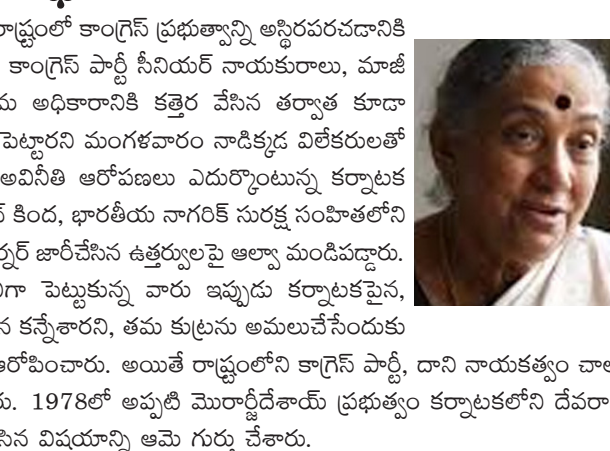 రాష్ట్రంలో కాంగ్రెస్ ప్రభుత్వాన్ని అస్థిరపరచడానికి
కాంగ్రెస్ పార్టీ సీనియర్ నాయకురాలు, మాజీ
అధికారానికి కత్తెర వేసిన తర్వాత కూడా
పెట్టారని మంగళవారం నాడిక్కడ విలేకరులతో
అవినీతి ఆరోపణలు ఎదుర్కొంటున్న కర్నాటక
కింద, భారతీయ నాగరిక్ సురక్ష సంహితలోని
జారీచేసిన ఉత్తర్వులపై ఆల్వా మండిపడ్డారు.
పెట్టుకున్న వారు ఇప్పుడు కర్నాటకపైన,
కన్నేశారని, తమ కుట్రను అమలుచేసేందుకు
ఆరోపించారు. అయితే రాష్ట్రంలోని కాగ్రెస్ పార్టీ, దాని నాయకత్వం
1978లో అప్పటి మొరార్జీదేశాయ్ ప్రభుత్వం కర్నాటకలోని
విషయాన్ని ఆమె గుర్తు చేశారు.